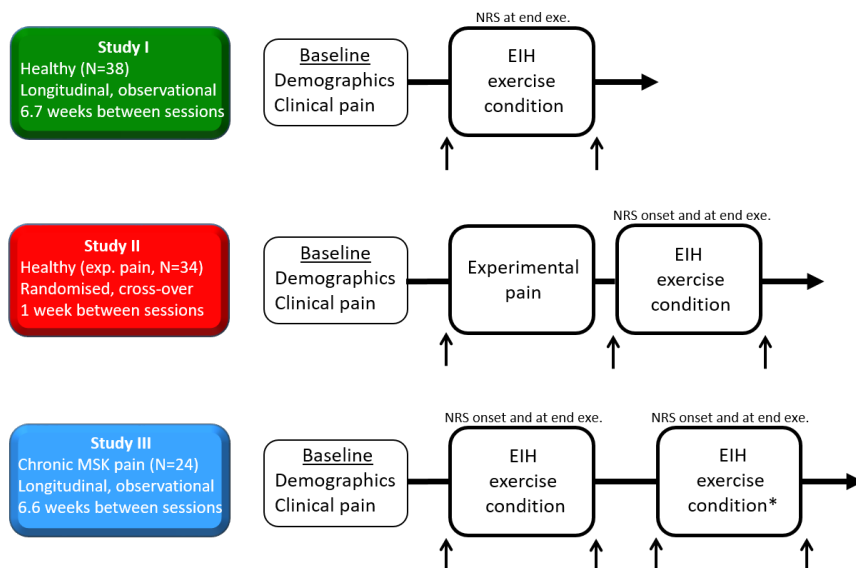 NRS at end exe.
Study I
Healthy (N=38)
Longitudinal, observational
6.7 weeks between sessions
Baseline
Demographics
Clinical pain
EIH
exercise
condition
NRS onset and at end exe.
Study II
Healthy (exp. pain, N=34)
Randomised, cross-over
1 week between sessions
Baseline
Demographics
Clinical pain
Experimental
pain
EIH
exercise
condition
NRS onset and at end exe.
NRS onset and at end exe.
Study III
Chronic MSK pain (N=24)
Longitudinal, observational
6.6 weeks between sessions
Baseline
Demographics
Clinical pain
EIH
exercise
condition
EIH
exercise
condition*